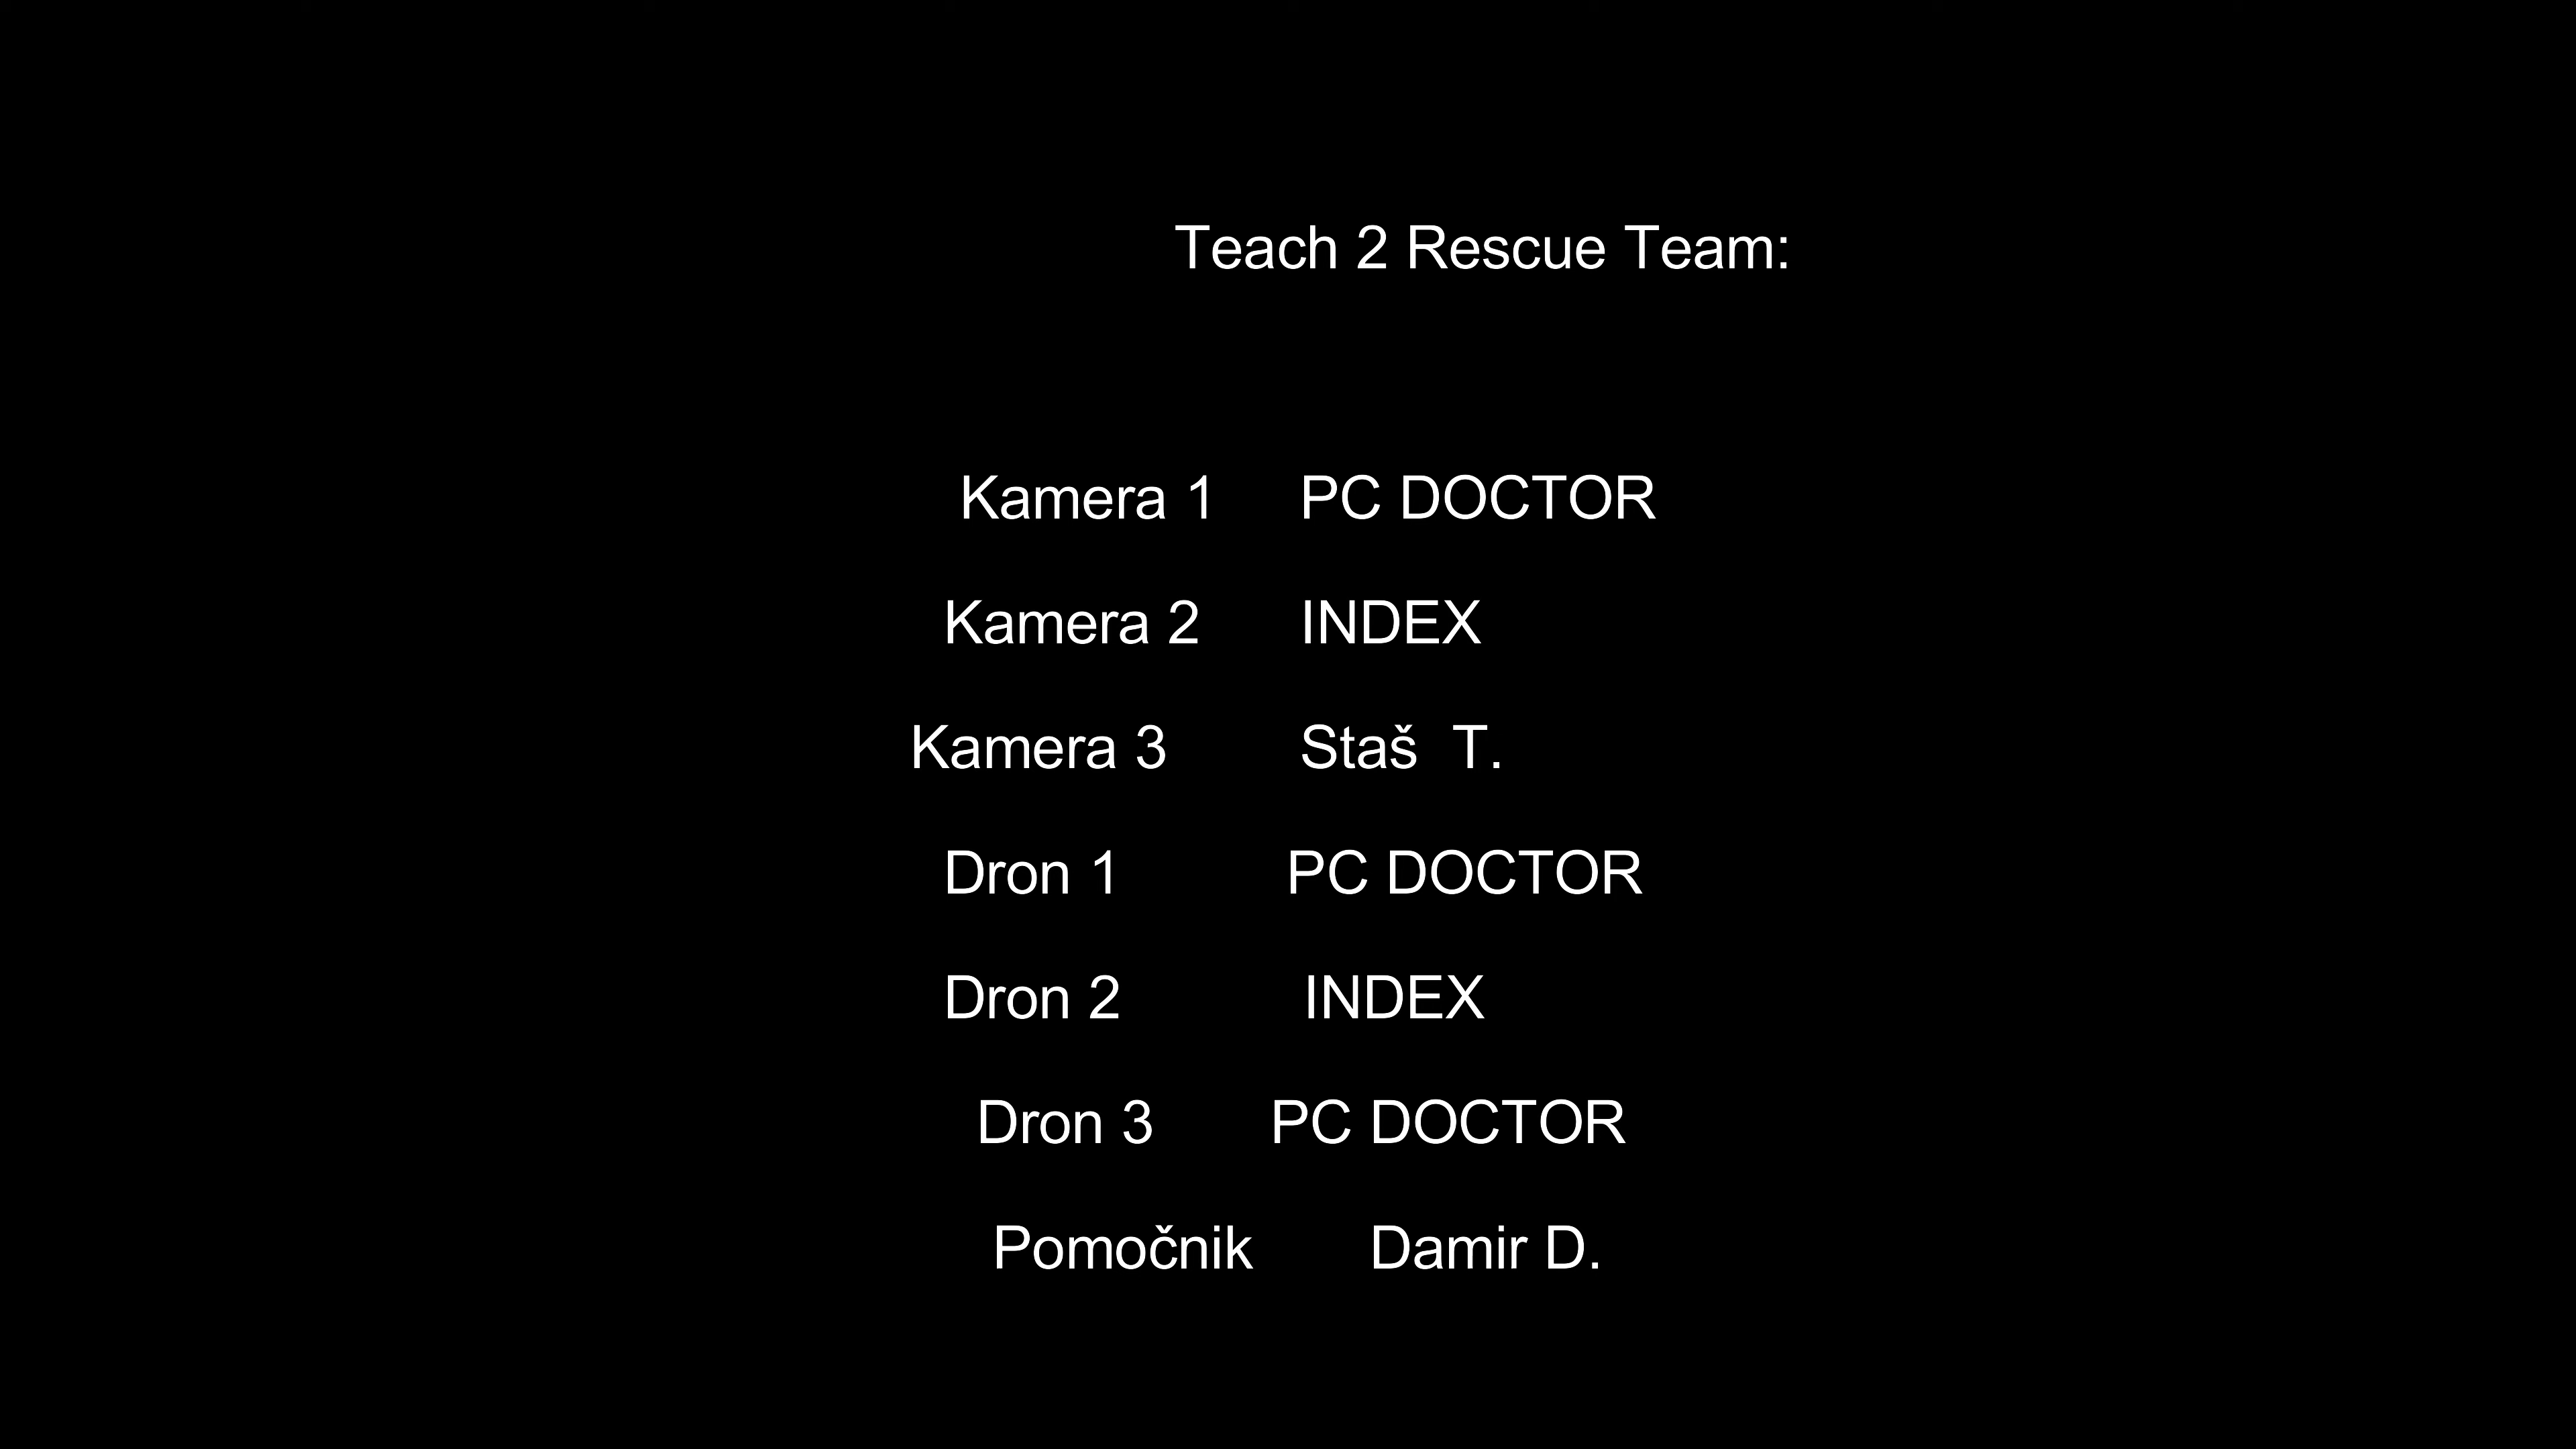 Teach 2 Rescue Team:
Kamera 1 PC DOCTOR
Kamera 2 INDEX
Kamera 3 Staš T.
Dron 1 PC DOCTOR
Dron 2 INDEX
Dron 3 PC DOCTOR
Pomočnik Damir D.